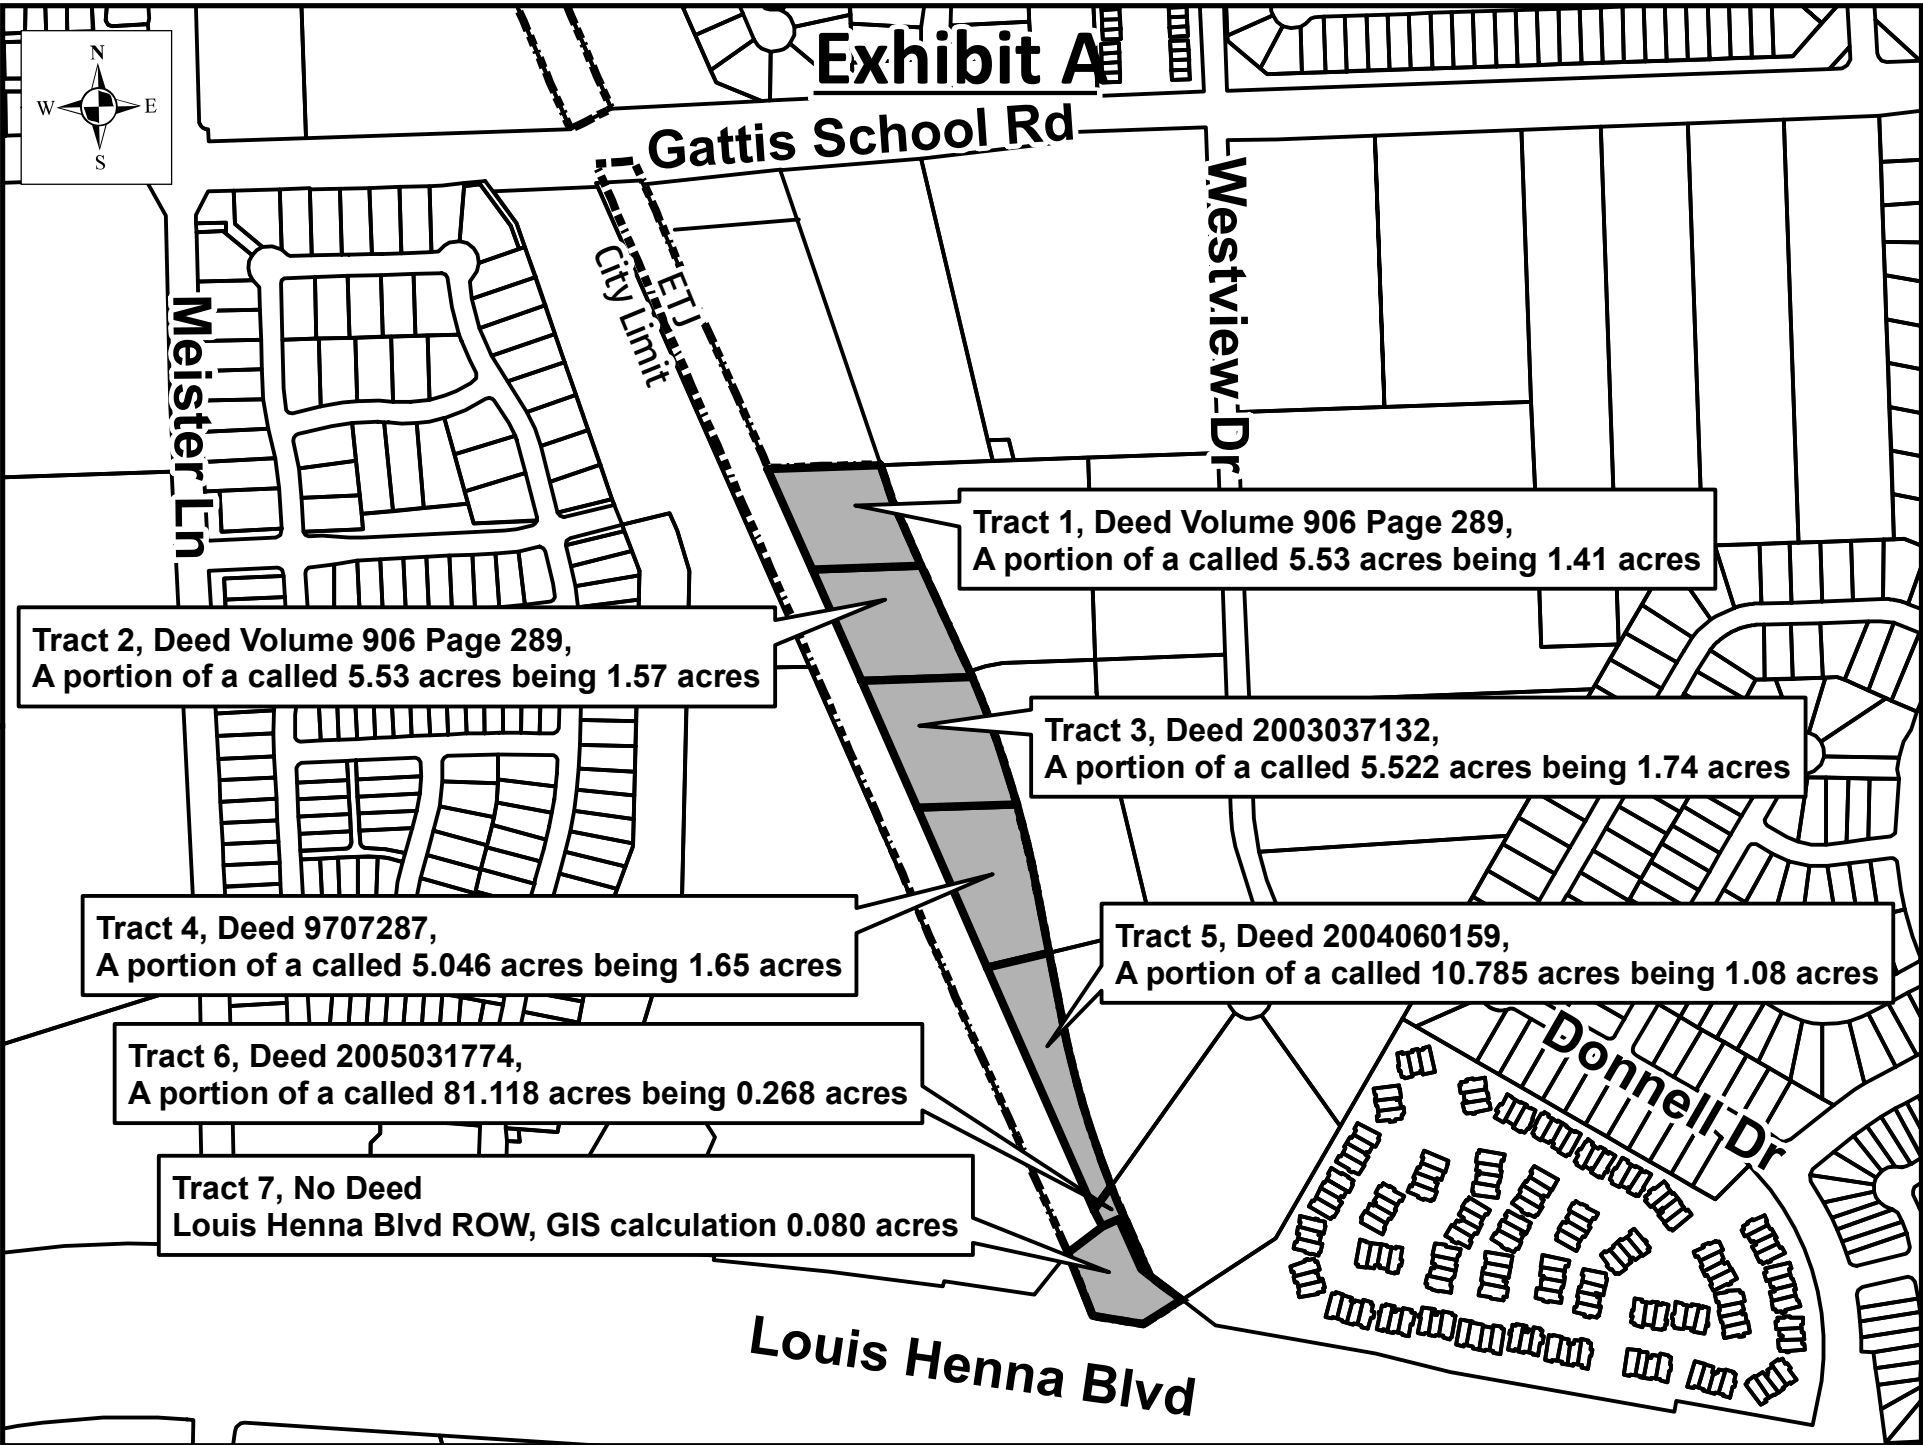 Exhibit A
N
W E
S
Gattis School Rd
Westview Dr
City Limit
ETJ
Meister Ln
Tract 1, Deed Volume 906 Page 289,
A portion of a called 5.53 acres being 1.41 acres
Tract 2, Deed Volume 906 Page 289,
A portion of a called 5.53 acres being 1.57 acres
Tract 3, Deed 2003037132,
A portion of a called 5.522 acres being 1.74 acres
Tract 4, Deed 9707287,
A portion of a called 5.046 acres being 1.65 acres
Tract 5, Deed 2004060159,
A portion of a called 10.785 acres being 1.08 acres
Tract 6, Deed 2005031774,
A portion of a called 81.118 acres being 0.268 acres
Donnell Dr
Tract 7, No Deed
Louis Henna Blvd ROW, GIS calculation 0.080 acres
Louis Henna Blvd